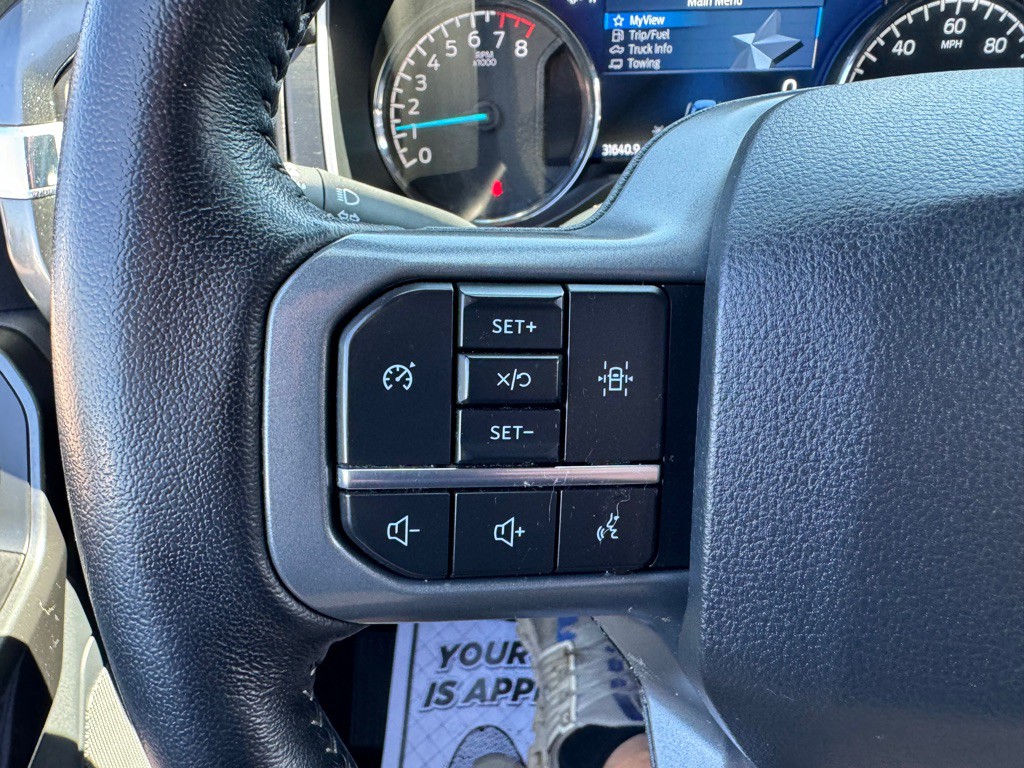 Main Menu
MyView
Trip/Fuel
Truck Info
Towing
0 1 2 3 4 5 6 7 8
RPM
x1000
40 60 80
MPH
0
31640.9
SET+
×/
SET−
−
+
YOUR
IS APP